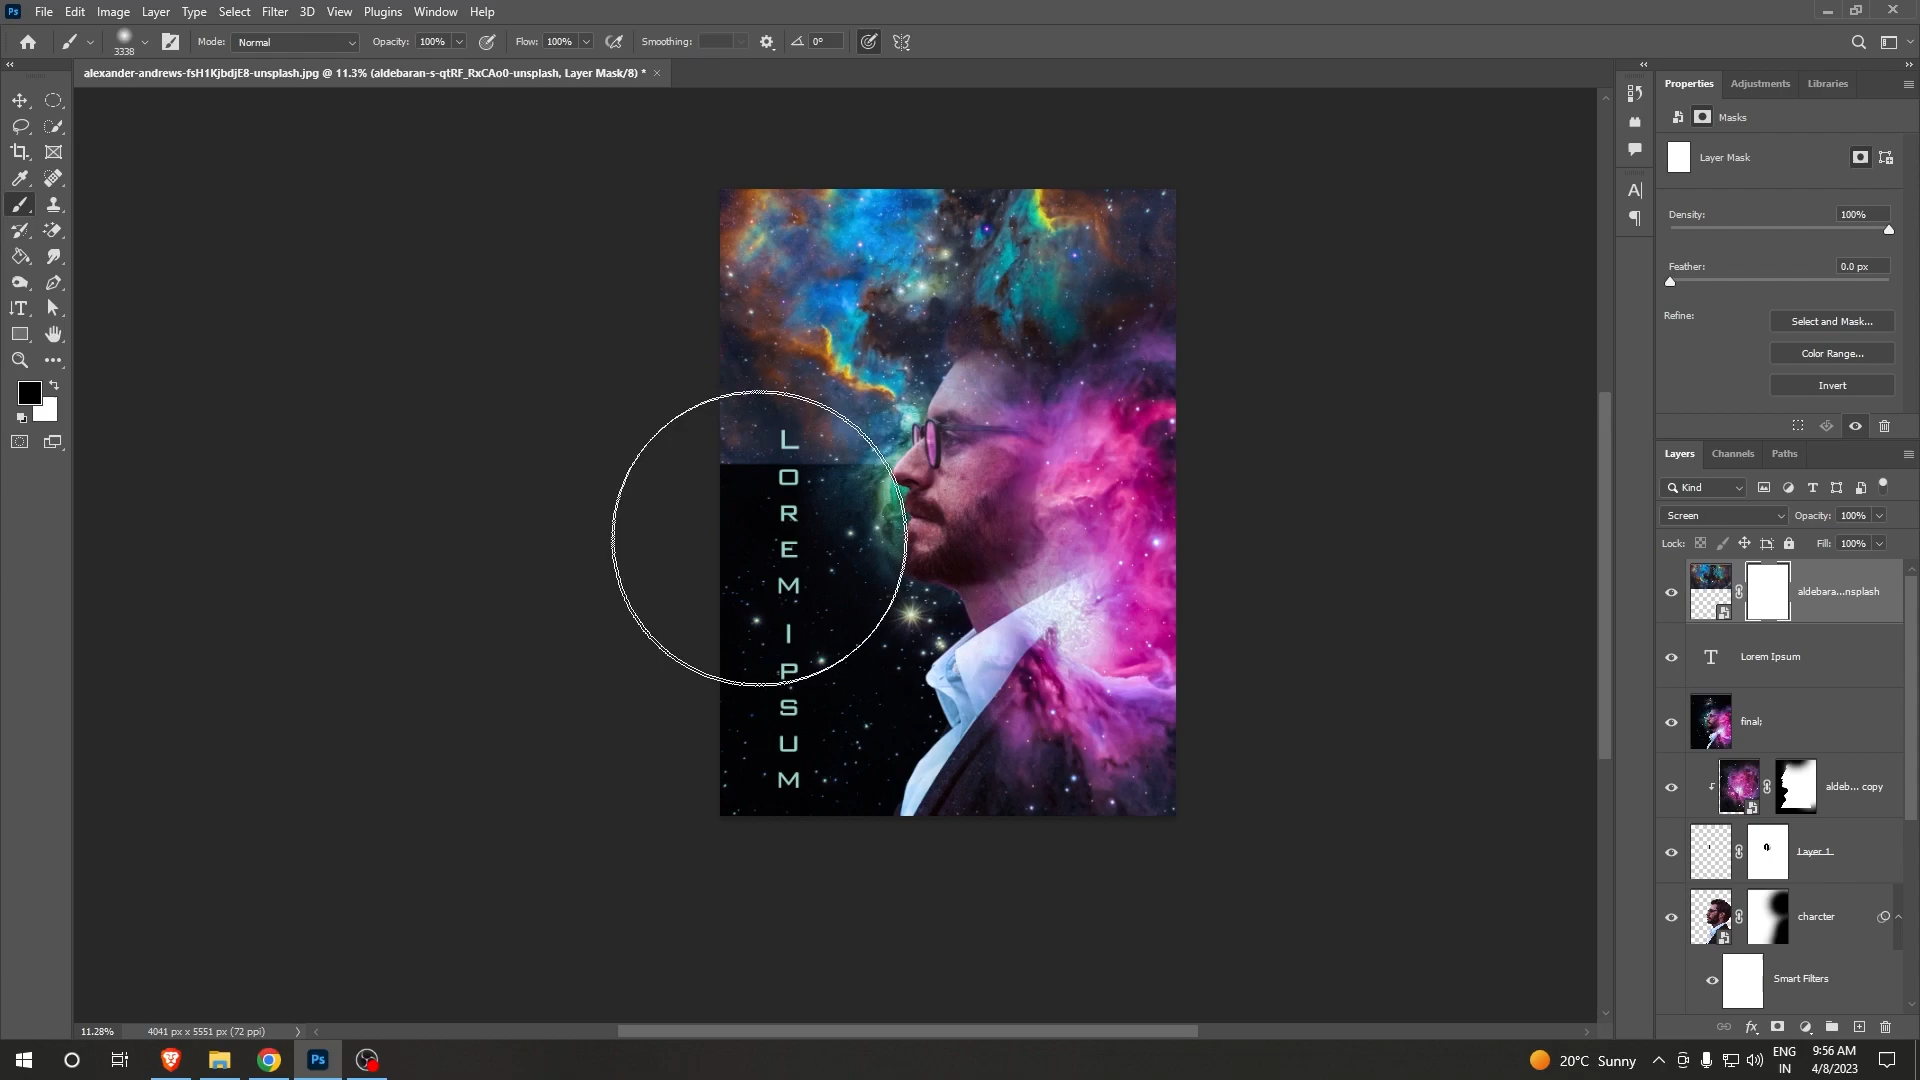 Ps File Edit Image Layer Type Select Filter 3D View Plugins Window Help
3338 Mode: Normal Opacity: 100% Flow: 100% Smoothing: 0°
alexander-andrews-fsH1KjbdjE8-unsplash.jpg @ 11.3% (aldebaran-s-qtRF_RxCAo0-unsplash, Layer Mask/8) * ×
Properties Adjustments Libraries
Masks
Layer Mask
Density: 100%
Feather: 0.0 px
Refine: Select and Mask...
Color Range...
Invert
Layers Channels Paths
Kind
Screen Opacity: 100%
Lock: Fill: 100%
aldebara...nsplash
T Lorem Ipsum
final;
aldeb... copy
Layer 1
charcter
Smart Filters
fx
L
O
R
E
M
I
P
S
U
M
11.28% 4041 px x 5551 px (72 ppi)
Ps 20°C Sunny ENG IN 9:56 AM 4/8/2023